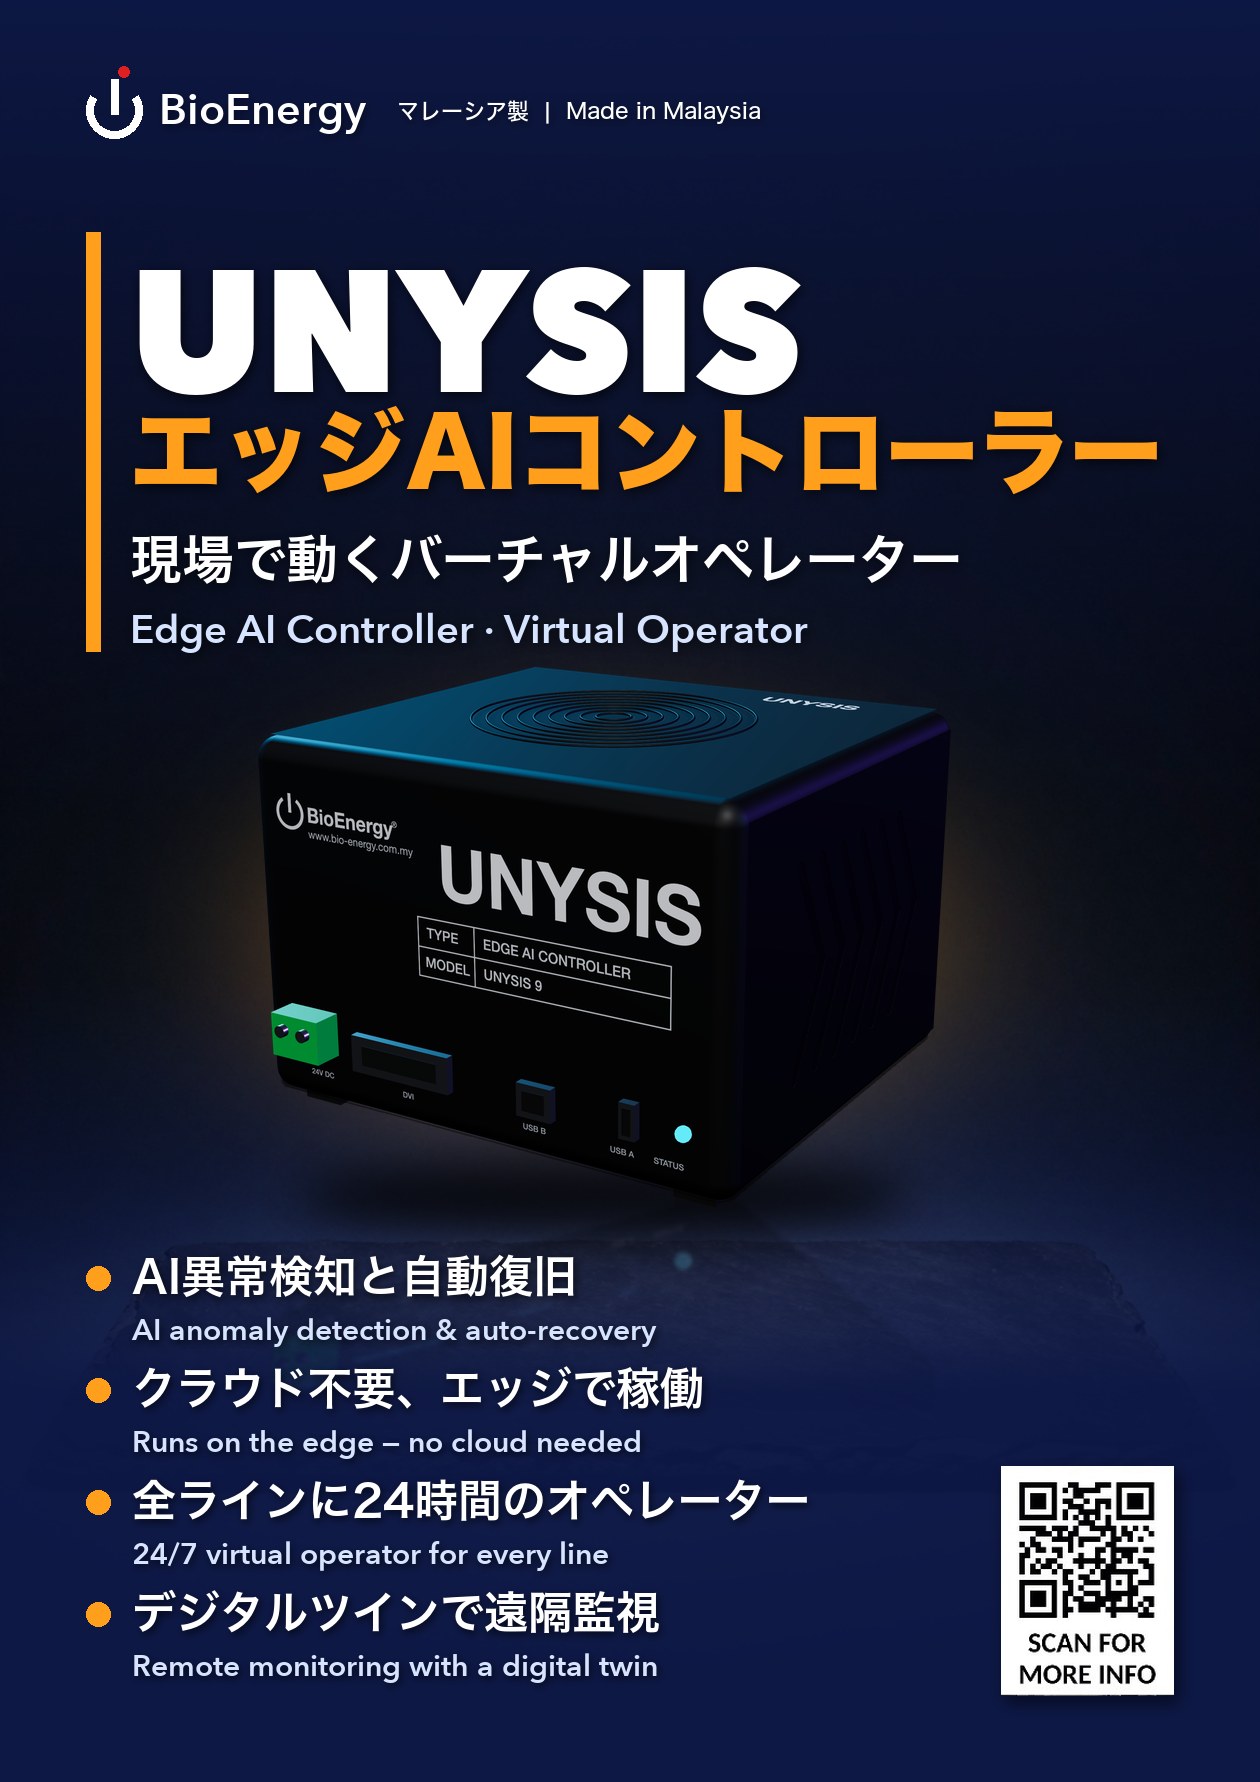 BioEnergy マレーシア製 | Made in Malaysia
UNYSIS
エッジAIコントローラー
現場で動くバーチャルオペレーター
Edge AI Controller · Virtual Operator
UNYSIS
BioEnergy®
www.bio-energy.com.my
UNYSIS
TYPE EDGE AI CONTROLLER
MODEL UNYSIS 9
24V DC
DVI
USB B
USB A
STATUS
AI異常検知と自動復旧
AI anomaly detection & auto-recovery
クラウド不要、エッジで稼働
Runs on the edge – no cloud needed
全ラインに24時間のオペレーター
24/7 virtual operator for every line
デジタルツインで遠隔監視
Remote monitoring with a digital twin
SCAN FOR
MORE INFO